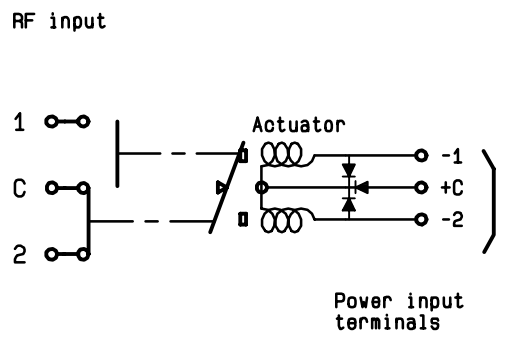 RF input
1
Actuator
-1
C
+C
-2
2
Power input
terminals